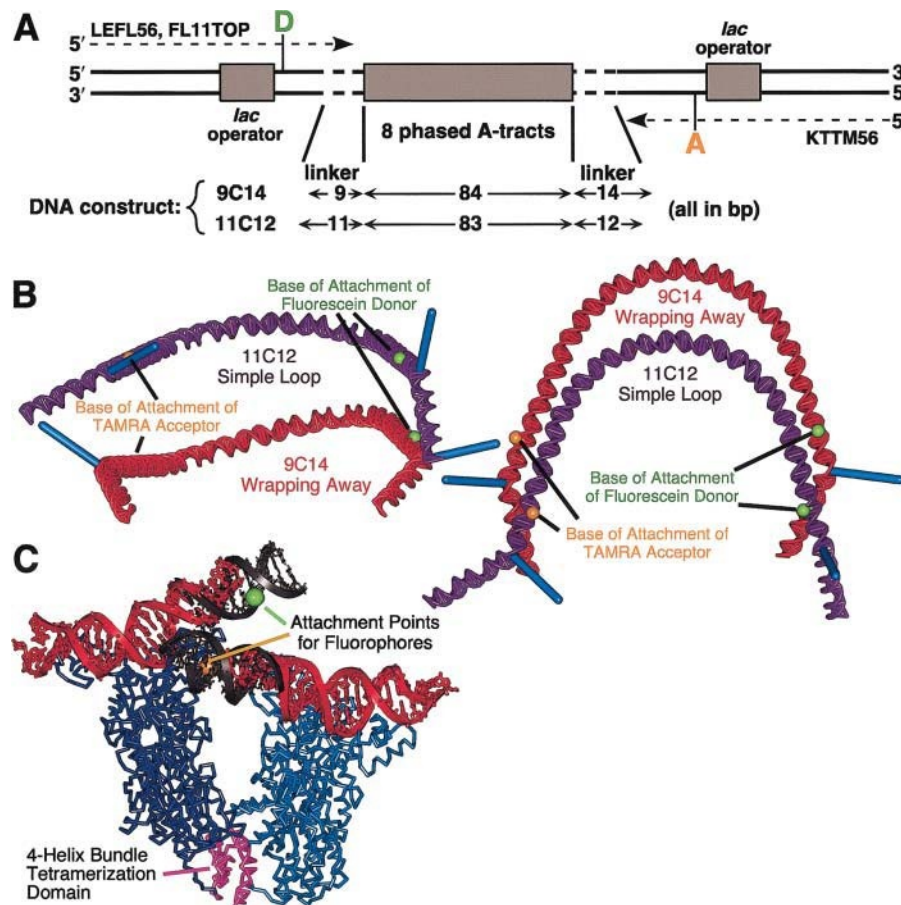 A
LEFL56, FL11TOP
D
5′
5′
3′
lac
operator
8 phased A-tracts
lac
operator
3
5
5
A
KTTM56
linker
linker
DNA construct:
9C14
9
84
14
(all in bp)
11C12
11
83
12
B
Base of Attachment of
Fluorescein Donor
11C12
Simple Loop
Base of Attachment of
TAMRA Acceptor
9C14
Wrapping Away
9C14
Wrapping Away
11C12
Simple Loop
Base of Attachment
of Fluorescein Donor
Base of Attachment of
TAMRA Acceptor
C
Attachment Points
for Fluorophores
4-Helix Bundle
Tetramerization
Domain